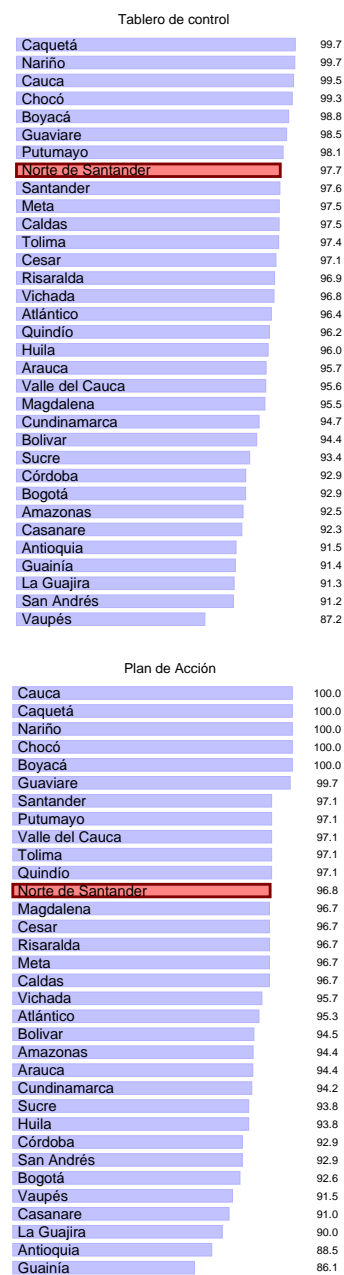 Tablero de control
Caquetá 99.7
Nariño 99.7
Cauca 99.5
Chocó 99.3
Boyacá 98.8
Guaviare 98.5
Putumayo 98.1
Norte de Santander 97.7
Santander 97.6
Meta 97.5
Caldas 97.5
Tolima 97.4
Cesar 97.1
Risaralda 96.9
Vichada 96.8
Atlántico 96.4
Quindío 96.2
Huila 96.0
Arauca 95.7
Valle del Cauca 95.6
Magdalena 95.5
Cundinamarca 94.7
Bolivar 94.4
Sucre 93.4
Córdoba 92.9
Bogotá 92.9
Amazonas 92.5
Casanare 92.3
Antioquia 91.5
Guainía 91.4
La Guajira 91.3
San Andrés 91.2
Vaupés 87.2
Plan de Acción
Cauca 100.0
Caquetá 100.0
Nariño 100.0
Chocó 100.0
Boyacá 100.0
Guaviare 99.7
Santander 97.1
Putumayo 97.1
Valle del Cauca 97.1
Tolima 97.1
Quindío 97.1
Norte de Santander 96.8
Magdalena 96.7
Cesar 96.7
Risaralda 96.7
Meta 96.7
Caldas 96.7
Vichada 95.7
Atlántico 95.3
Bolivar 94.5
Amazonas 94.4
Arauca 94.4
Cundinamarca 94.2
Sucre 93.8
Huila 93.8
Córdoba 92.9
San Andrés 92.9
Bogotá 92.6
Vaupés 91.5
Casanare 91.0
La Guajira 90.0
Antioquia 88.5
Guainía 86.1